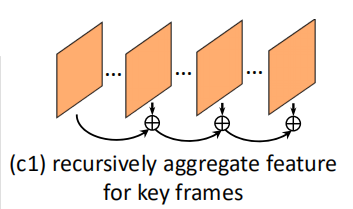 ... ... ...
(c1) recursively aggregate feature
for key frames